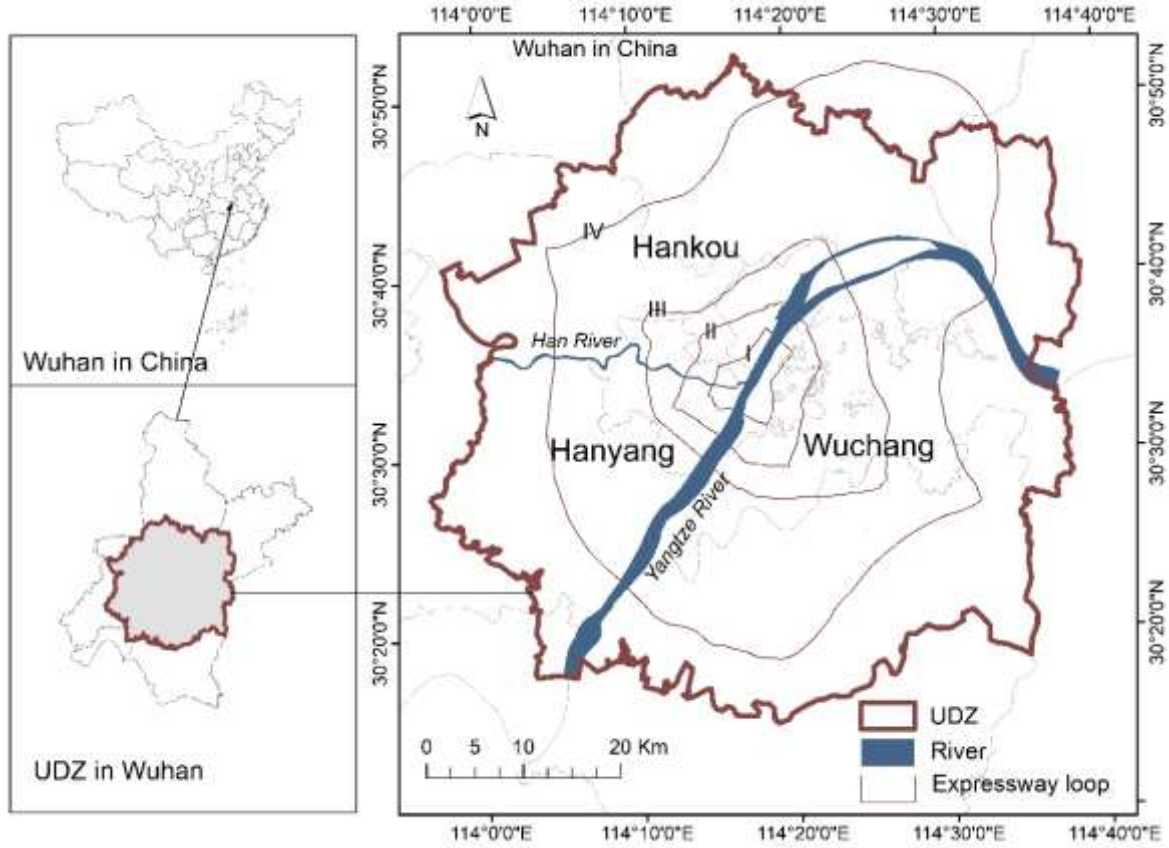 114°0'0"E 114°10'0"E 114°20'0"E 114°30'0"E 114°40'0"E
Wuhan in China
N
30°50'0"N 30°50'0"N
IV
Hankou
30°40'0"N 30°40'0"N
III
II
I
Han River
Wuhan in China
Hanyang
Wuchang
30°30'0"N 30°30'0"N
Yangtze River
30°20'0"N 30°20'0"N
UDZ
River
Expressway loop
0 5 10 20 Km
UDZ in Wuhan
114°0'0"E 114°10'0"E 114°20'0"E 114°30'0"E 114°40'0"E